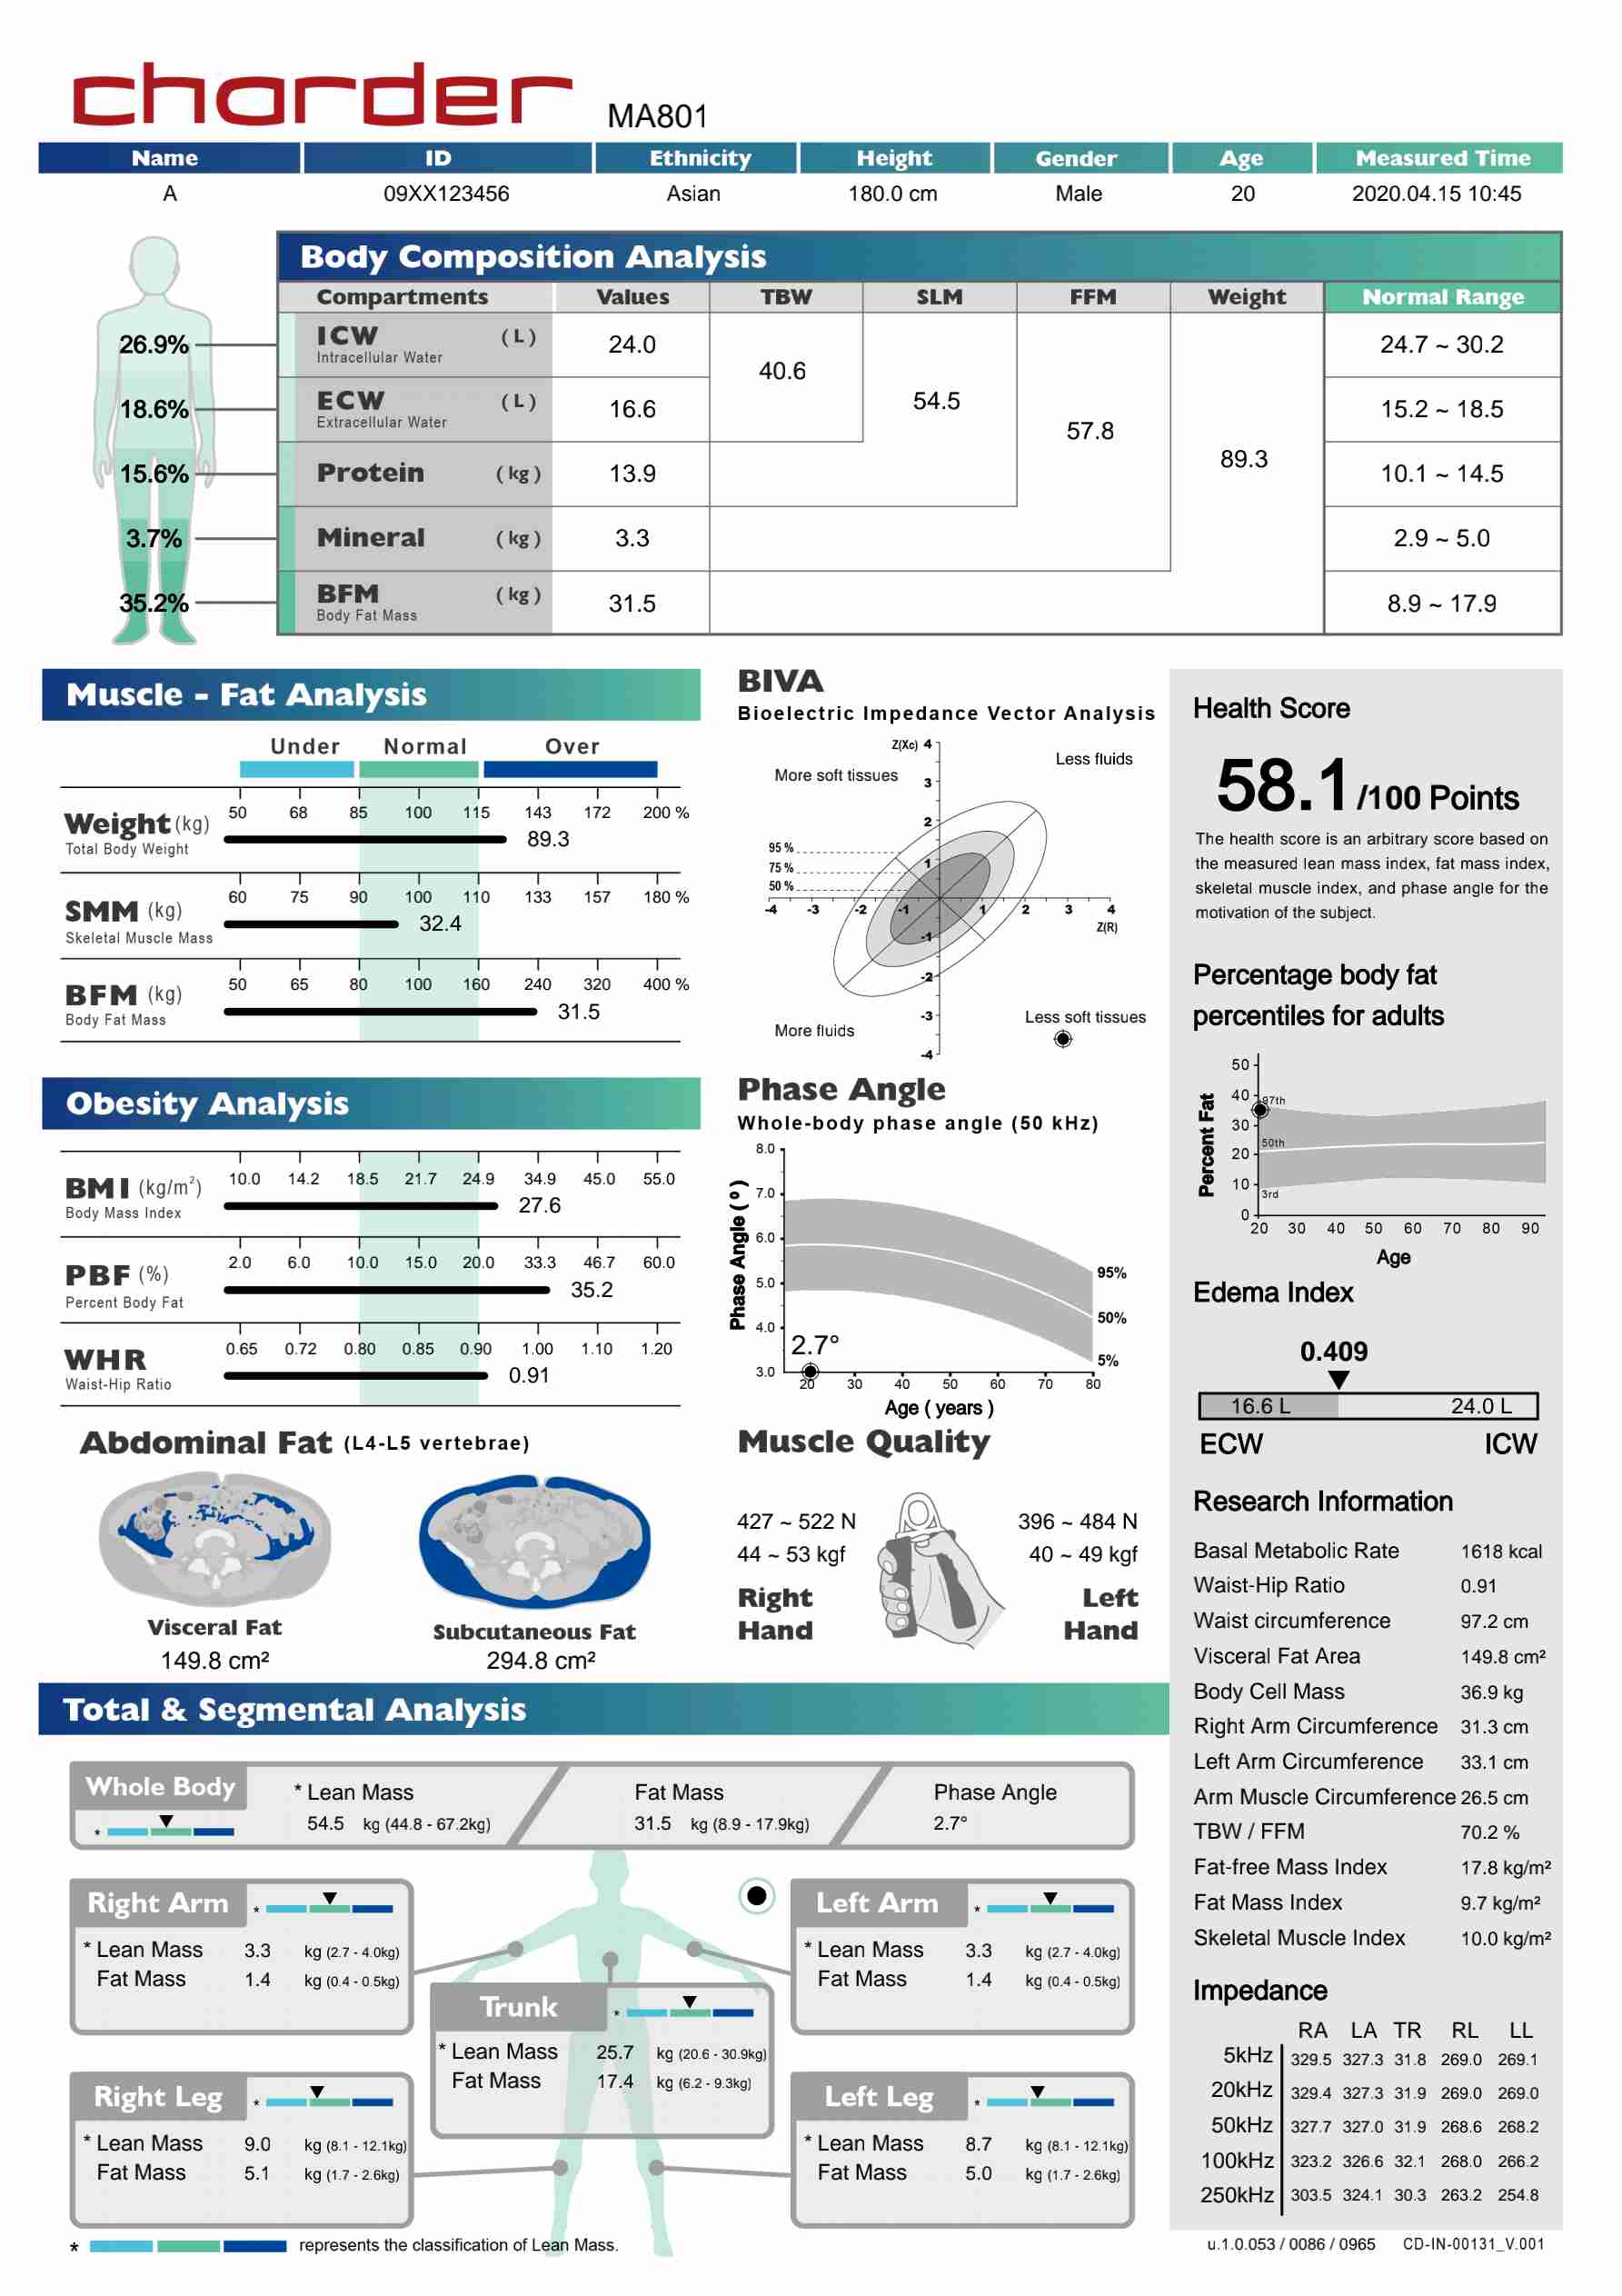 charder MA801
Name ID Ethnicity Height Gender Age Measured Time
A 09XX123456 Asian 180.0 cm Male 20 2020.04.15 10:45
Body Composition Analysis
Compartments Values TBW SLM FFM Weight Normal Range
26.9% ICW (L) 24.0 24.7 ~ 30.2
Intracellular Water
40.6
18.6% ECW (L) 16.6 54.5 15.2 ~ 18.5
Extracellular Water
57.8
89.3
15.6% Protein (kg) 13.9 10.1 ~ 14.5
3.7% Mineral (kg) 3.3 2.9 ~ 5.0
35.2% BFM (kg) 31.5 8.9 ~ 17.9
Body Fat Mass
Muscle - Fat Analysis
Under Normal Over
50 68 85 100 115 143 172 200 %
Weight (kg) 89.3
Total Body Weight
60 75 90 100 110 133 157 180 %
SMM (kg) 32.4
Skeletal Muscle Mass
50 65 80 100 160 240 320 400 %
BFM (kg) 31.5
Body Fat Mass
Obesity Analysis
10.0 14.2 18.5 21.7 24.9 34.9 45.0 55.0
BMI (kg/m²) 27.6
Body Mass Index
2.0 6.0 10.0 15.0 20.0 33.3 46.7 60.0
PBF (%) 35.2
Percent Body Fat
0.65 0.72 0.80 0.85 0.90 1.00 1.10 1.20
WHR 0.91
Waist-Hip Ratio
Abdominal Fat (L4-L5 vertebrae)
Visceral Fat Subcutaneous Fat
149.8 cm² 294.8 cm²
BIVA
Bioelectric Impedance Vector Analysis
Z(Xc) 4
Less fluids
More soft tissues
3
2
95 %
1
75 %
50 %
-4 -3 -2 -1 1 2 3 4
Z(R)
-1
-2
-3
Less soft tissues
More fluids
-4
Phase Angle
Whole-body phase angle (50 kHz)
Phase Angle ( º )
8.0
7.0
6.0
5.0
4.0
3.0
95%
50%
5%
2.7°
20 30 40 50 60 70 80
Age ( years )
Muscle Quality
427 ~ 522 N 396 ~ 484 N
44 ~ 53 kgf 40 ~ 49 kgf
Right Left
Hand Hand
Health Score
58.1 /100 Points
The health score is an arbitrary score based on
the measured lean mass index, fat mass index,
skeletal muscle index, and phase angle for the
motivation of the subject.
Percentage body fat
percentiles for adults
Percent Fat
50
40
30
20
10
0
97th
50th
3rd
20 30 40 50 60 70 80 90
Age
Edema Index
0.409
16.6 L 24.0 L
ECW ICW
Research Information
Basal Metabolic Rate 1618 kcal
Waist-Hip Ratio 0.91
Waist circumference 97.2 cm
Visceral Fat Area 149.8 cm²
Body Cell Mass 36.9 kg
Right Arm Circumference 31.3 cm
Left Arm Circumference 33.1 cm
Arm Muscle Circumference 26.5 cm
TBW / FFM 70.2 %
Fat-free Mass Index 17.8 kg/m²
Fat Mass Index 9.7 kg/m²
Skeletal Muscle Index 10.0 kg/m²
Impedance
RA LA TR RL LL
5kHz 329.5 327.3 31.8 269.0 269.1
20kHz 329.4 327.3 31.9 269.0 269.0
50kHz 327.7 327.0 31.9 268.6 268.2
100kHz 323.2 326.6 32.1 268.0 266.2
250kHz 303.5 324.1 30.3 263.2 254.8
Total & Segmental Analysis
Whole Body * Lean Mass Fat Mass Phase Angle
* 54.5 kg (44.8 - 67.2kg) 31.5 kg (8.9 - 17.9kg) 2.7°
Right Arm *
* Lean Mass 3.3 kg (2.7 - 4.0kg)
Fat Mass 1.4 kg (0.4 - 0.5kg)
Left Arm *
* Lean Mass 3.3 kg (2.7 - 4.0kg)
Fat Mass 1.4 kg (0.4 - 0.5kg)
Trunk *
* Lean Mass 25.7 kg (20.6 - 30.9kg)
Fat Mass 17.4 kg (6.2 - 9.3kg)
Right Leg *
* Lean Mass 9.0 kg (8.1 - 12.1kg)
Fat Mass 5.1 kg (1.7 - 2.6kg)
Left Leg *
* Lean Mass 8.7 kg (8.1 - 12.1kg)
Fat Mass 5.0 kg (1.7 - 2.6kg)
* represents the classification of Lean Mass.
u.1.0.053 / 0086 / 0965 CD-IN-00131_V.001